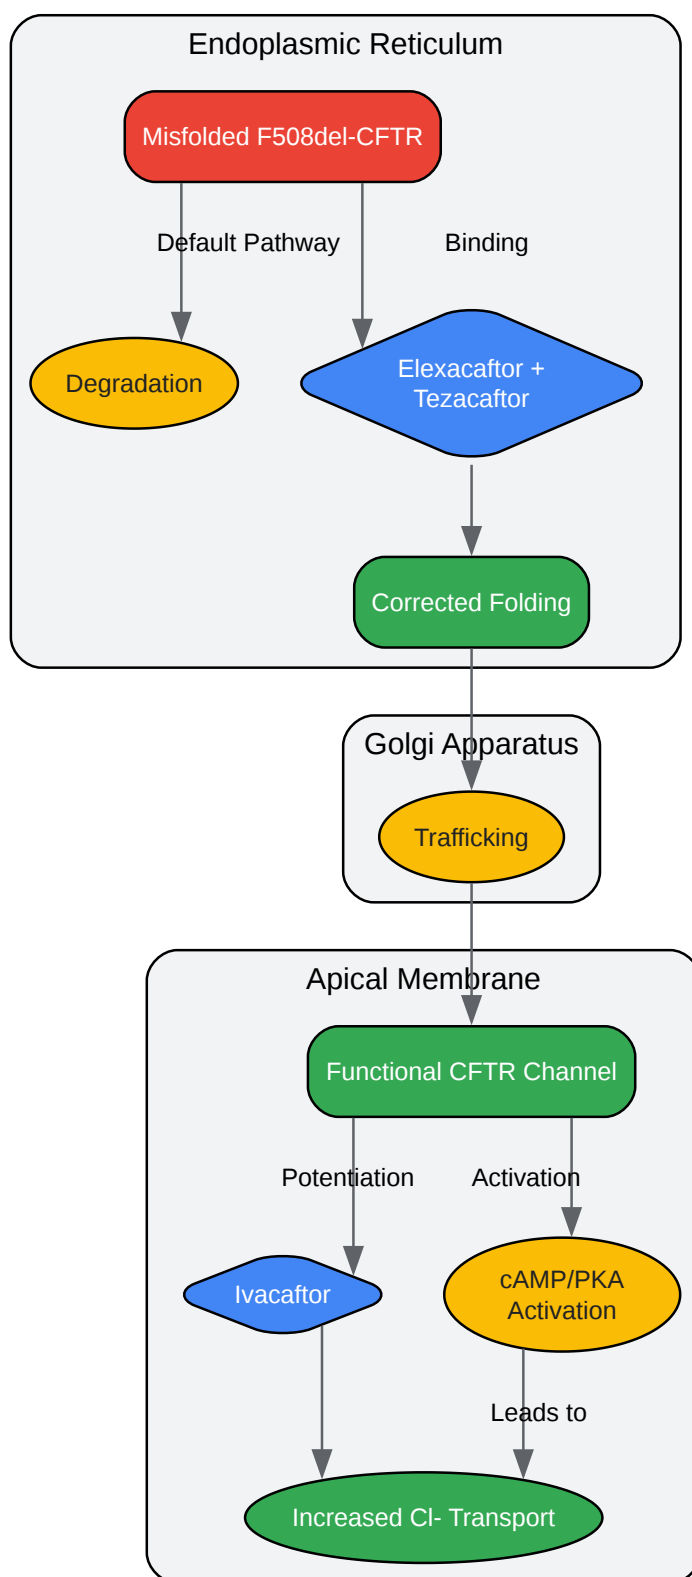 Endoplasmic Reticulum
Misfolded F508del-CFTR
Default Pathway
Binding
Degradation
Elexacaftor +
Tezacaftor
Corrected Folding
Golgi Apparatus
Trafficking
Apical Membrane
Functional CFTR Channel
Potentiation
Activation
Ivacaftor
cAMP/PKA
Activation
Leads to
Increased Cl- Transport